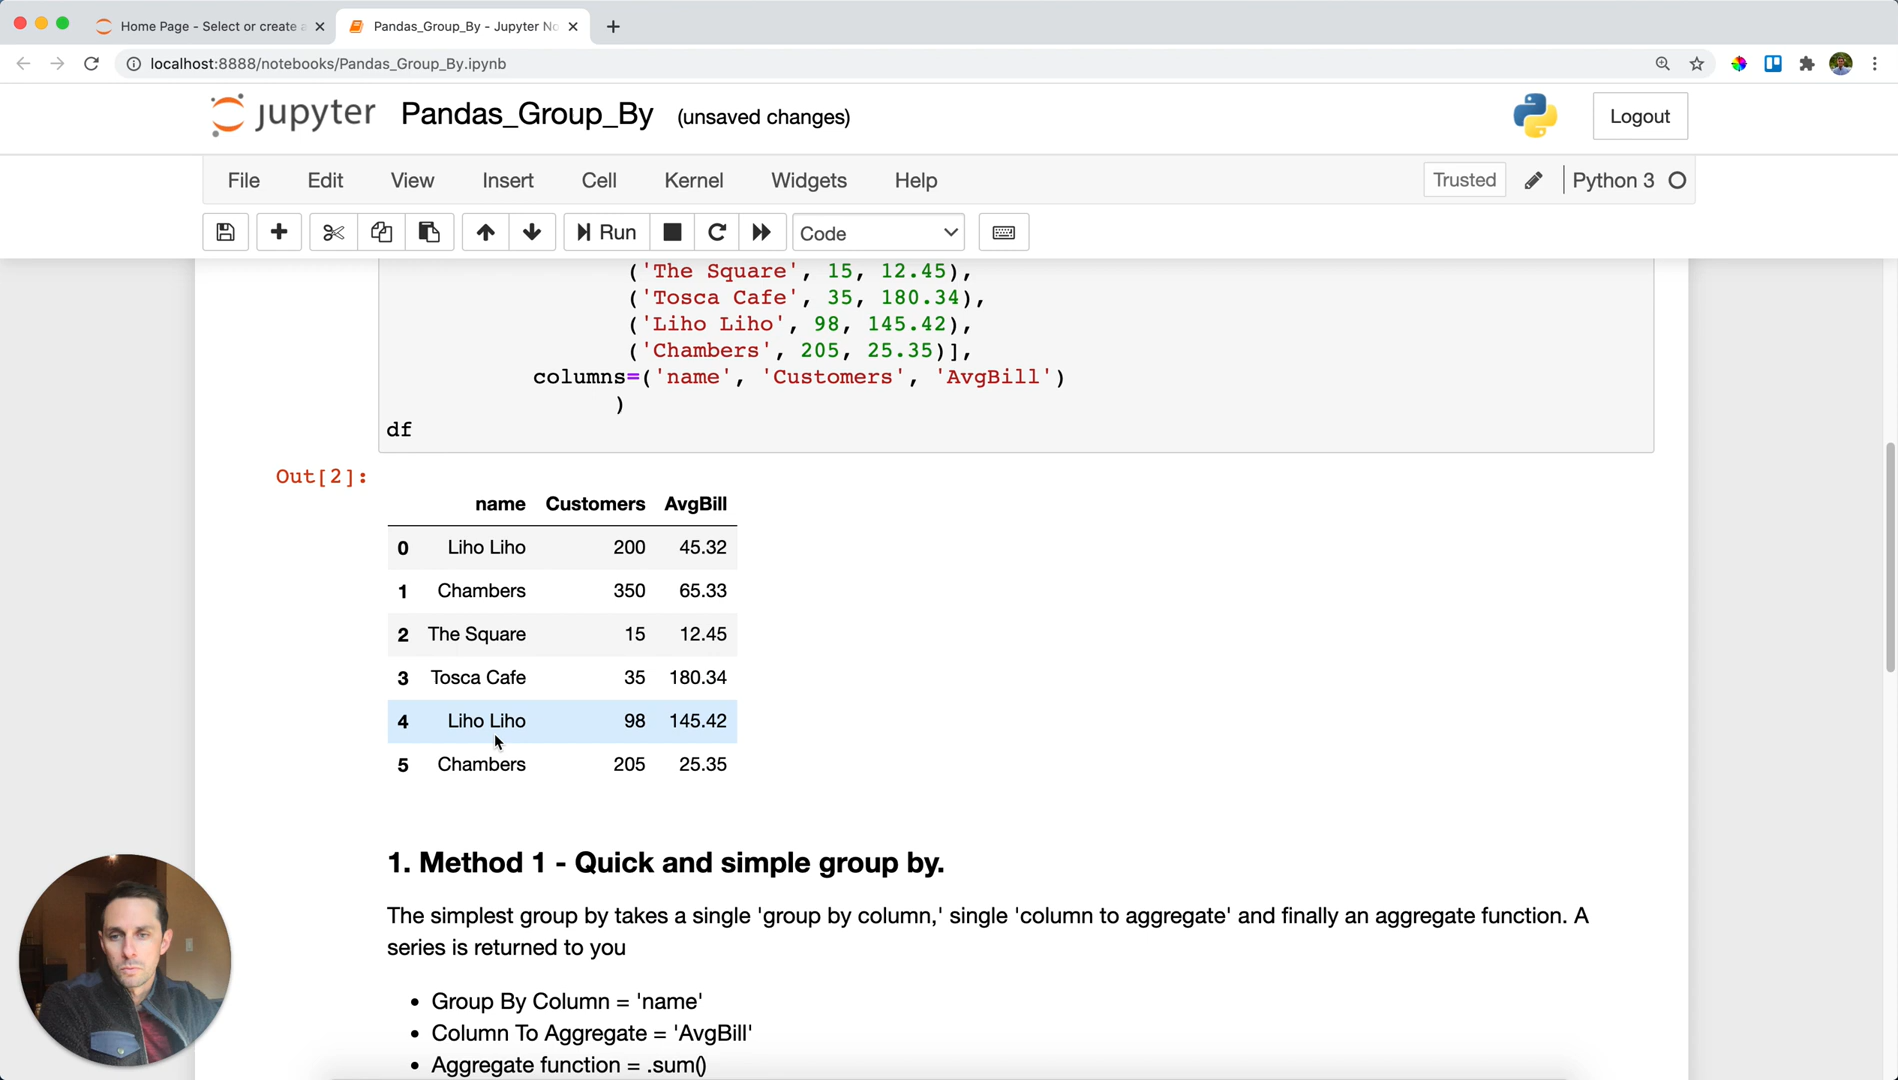 Home Page - Select or create a
Pandas_Group_By - Jupyter No
localhost:8888/notebooks/Pandas_Group_By.ipynb
jupyter Pandas_Group_By (unsaved changes)
Logout
File Edit View Insert Cell Kernel Widgets Help
Trusted
Python 3
Run
Code
('The Square', 15, 12.45),
('Tosca Cafe', 35, 180.34),
('Liho Liho', 98, 145.42),
('Chambers', 205, 25.35)],
columns=('name', 'Customers', 'AvgBill')
)
df
Out[2]:
name Customers AvgBill
0 Liho Liho 200 45.32
1 Chambers 350 65.33
2 The Square 15 12.45
3 Tosca Cafe 35 180.34
4 Liho Liho 98 145.42
5 Chambers 205 25.35
1. Method 1 - Quick and simple group by.
The simplest group by takes a single 'group by column,' single 'column to aggregate' and finally an aggregate function. A
series is returned to you
• Group By Column = 'name'
• Column To Aggregate = 'AvgBill'
• Aggregate function = .sum()